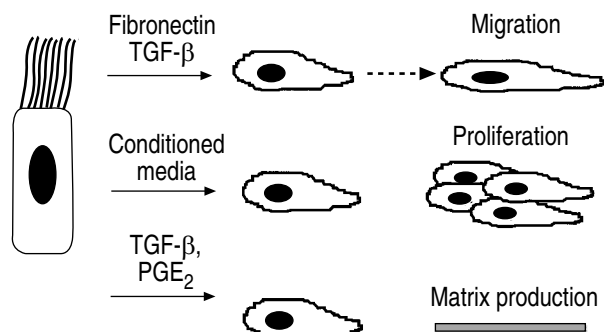 Fibronectin
TGF-β
Migration
Conditioned
media
Proliferation
TGF-β,
PGE₂
Matrix production